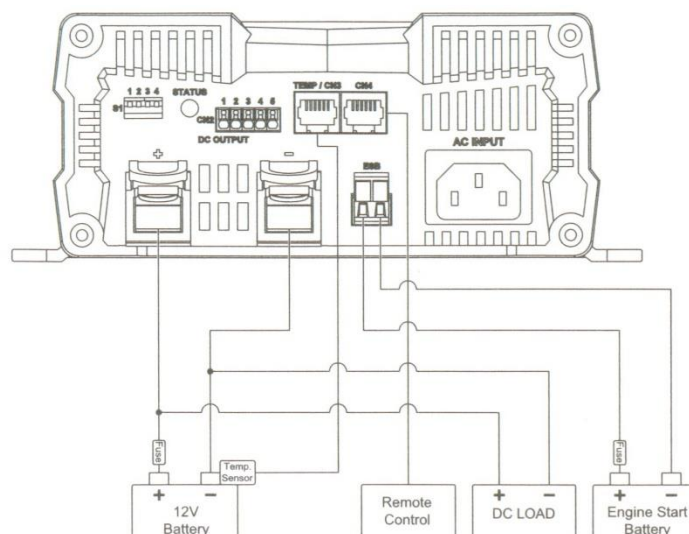 TEMP / CN3 CN4
1 2 3 4 STATUS
S1
1 2 3 4 5
CN2
DC OUTPUT
AC INPUT
+ -
ESB
Fuse
Fuse
Temp.
Sensor
+ −
12V
Battery
Remote
Control
+ −
DC LOAD
+ −
Engine Start
Battery